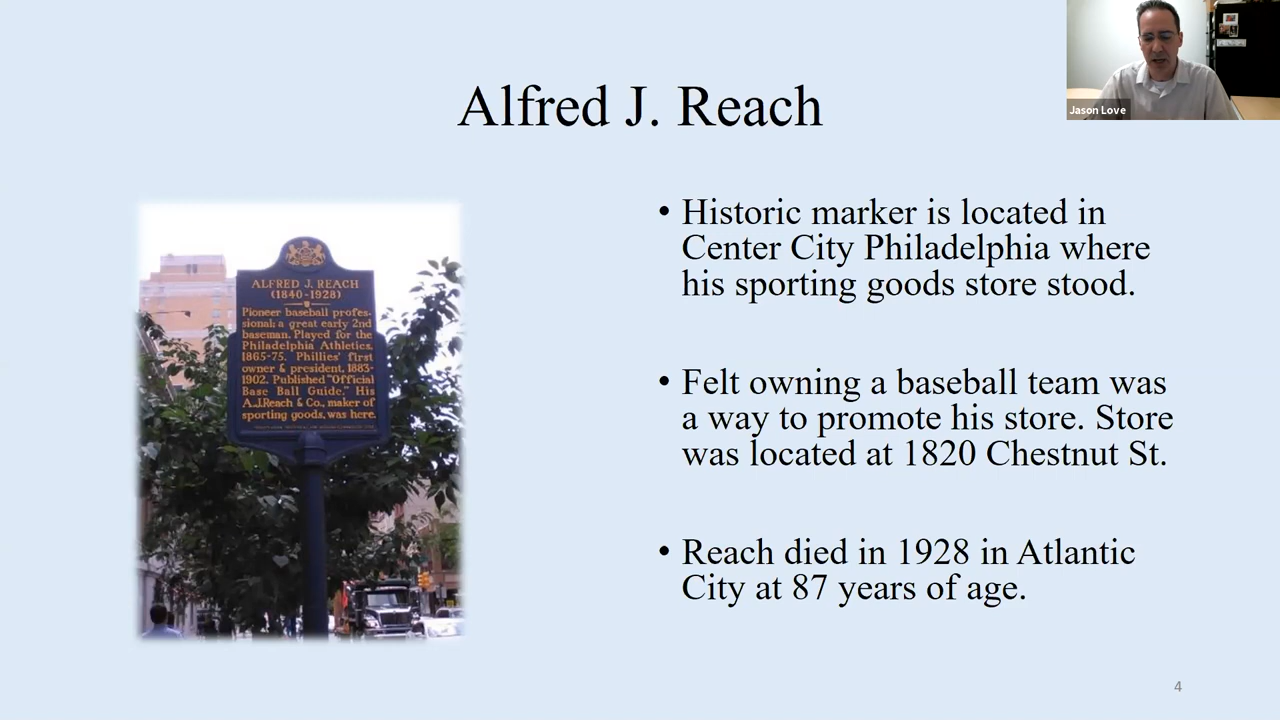 Alfred J. Reach
Jason Love
ALFRED J. REACH
(1840-1928)
Pioneer baseball profes-
sional; a great early 2nd
baseman. Played for the
Philadelphia Athletics,
1865-75. Phillies' first
owner & president, 1883-
1902. Published "Official
Base Ball Guide." His
A.J.Reach & Co., maker of
sporting goods, was here.
• Historic marker is located in
Center City Philadelphia where
his sporting goods store stood.
• Felt owning a baseball team was
a way to promote his store. Store
was located at 1820 Chestnut St.
• Reach died in 1928 in Atlantic
City at 87 years of age.
4